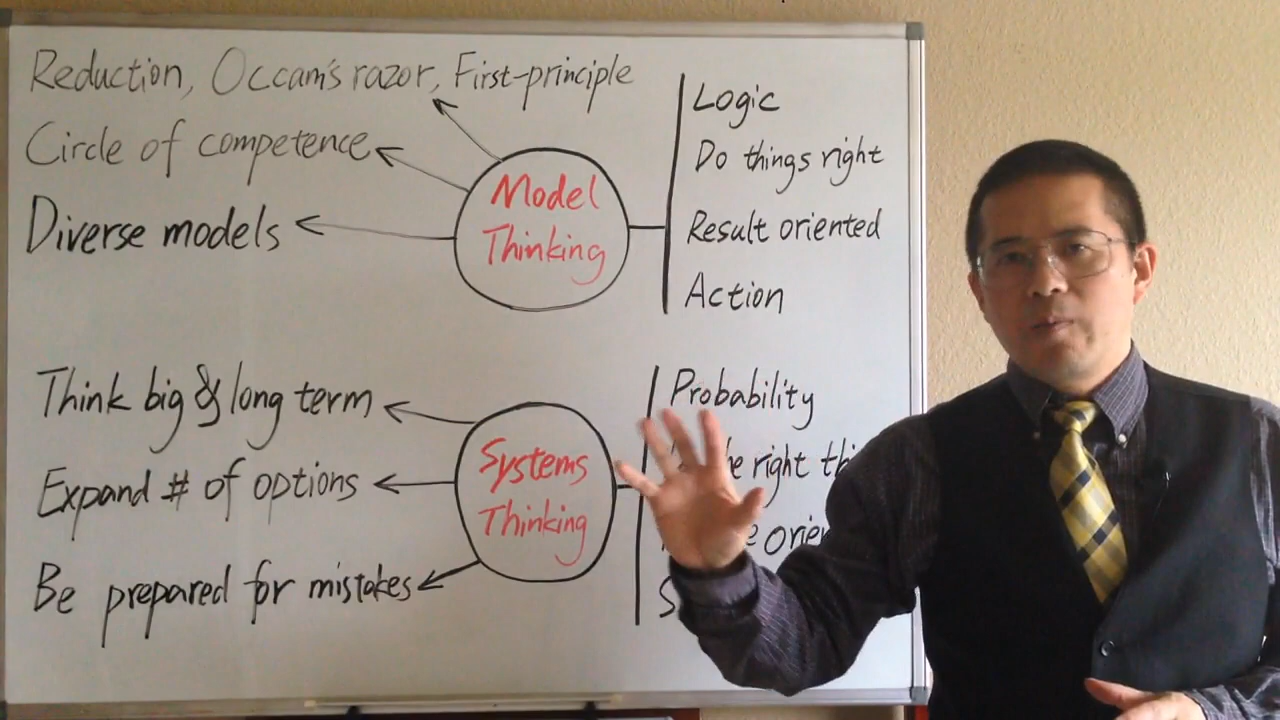 Reduction, Occam's razor, First-principle
Circle of competence
Diverse models
Model
Thinking
Logic
Do things right
Result oriented
Action
Think big & long term
Expand # of options
Be prepared for mistakes
Systems
Thinking
Probability
right